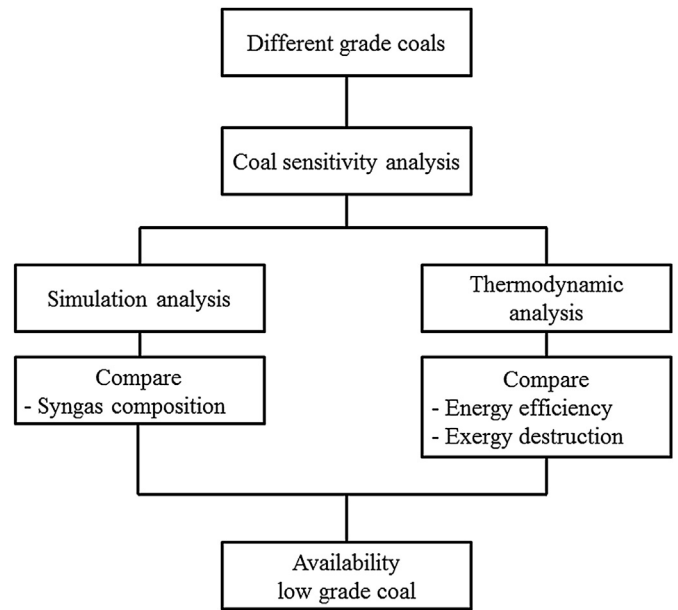 Different grade coals
Coal sensitivity analysis
Simulation analysis
Thermodynamic
analysis
Compare
- Syngas composition
Compare
- Energy efficiency
- Exergy destruction
Availability
low grade coal